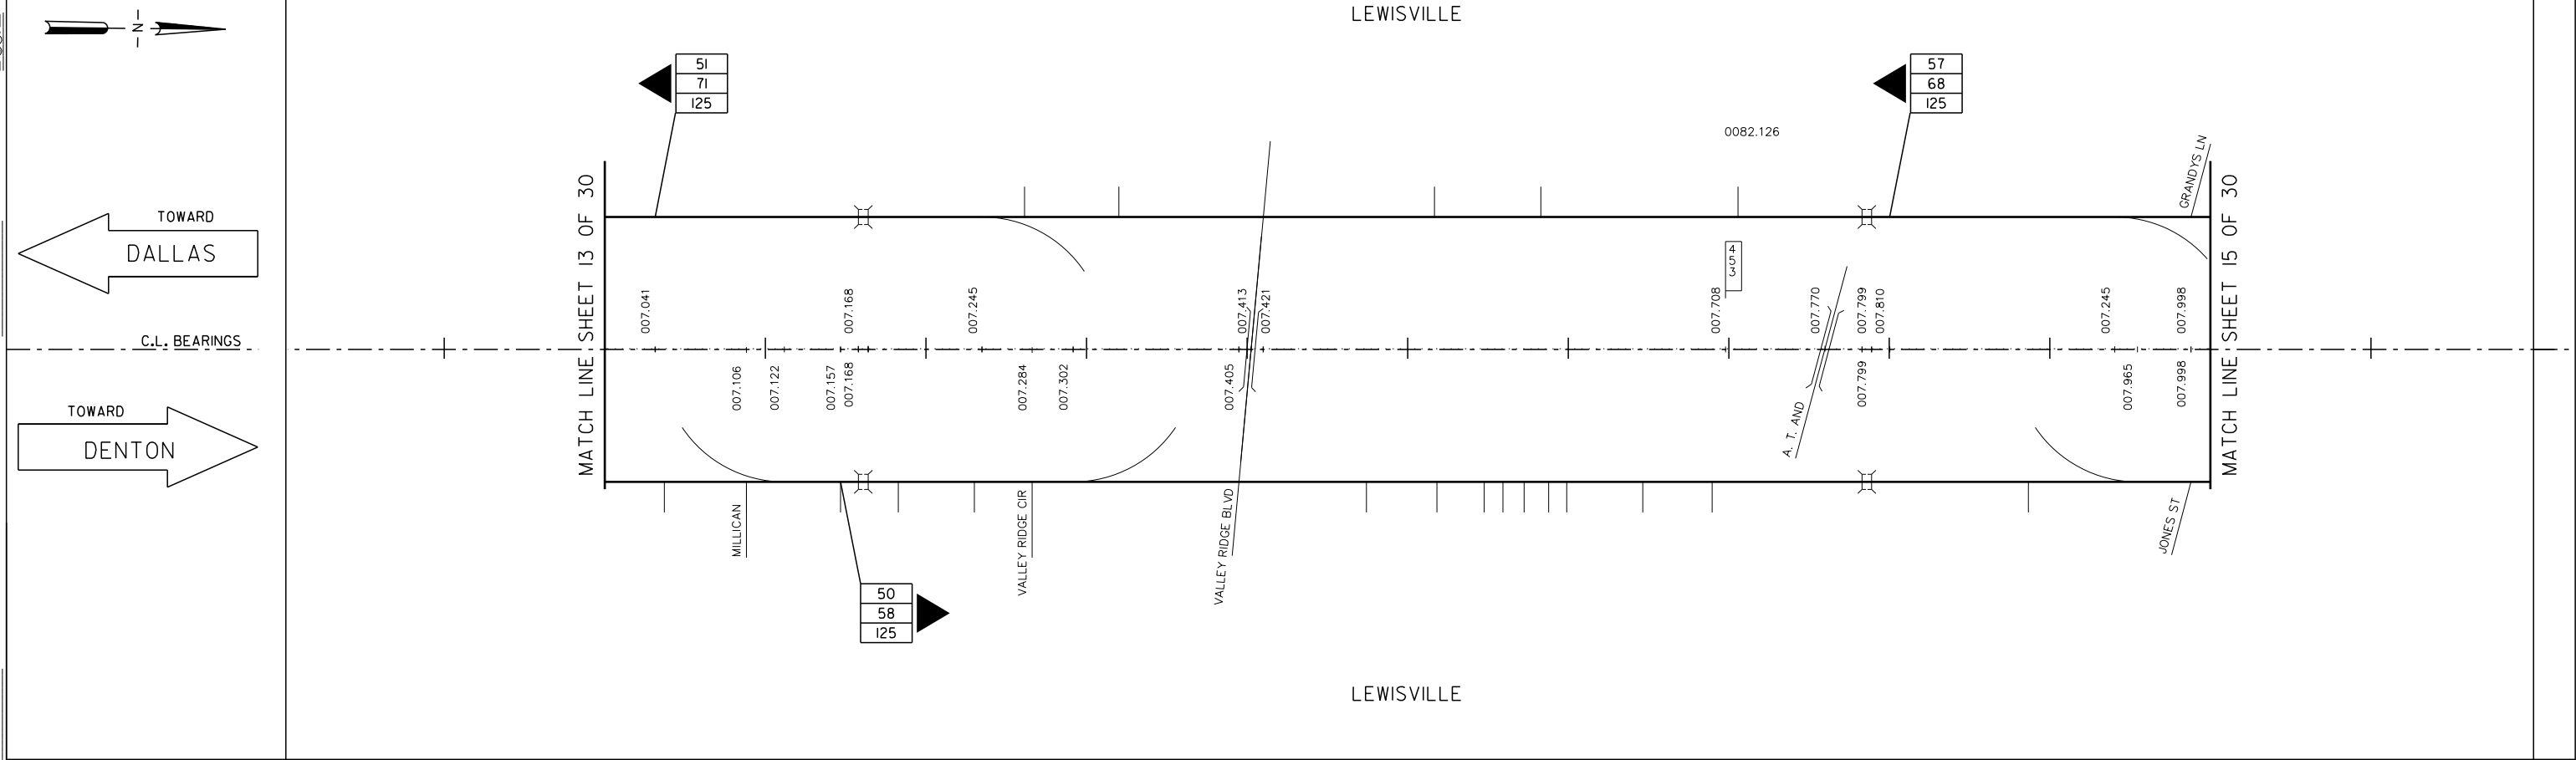 LEWISVILLE
N
51
71
125
57
68
125
0082.126
GRANDYS LN
TOWARD
DALLAS
MATCH LINE SHEET 13 OF 30
MATCH LINE SHEET 15 OF 30
453
007.041
007.168
007.245
007.413
007.421
007.708
007.770
007.799
007.810
007.245
007.998
C.L. BEARINGS
007.106
007.122
007.157
007.168
007.284
007.302
007.405
007.799
007.965
007.998
TOWARD
DENTON
A. T. AND
MILLICAN
VALLEY RIDGE CIR
VALLEY RIDGE BLVD
JONES ST
50
58
125
LEWISVILLE